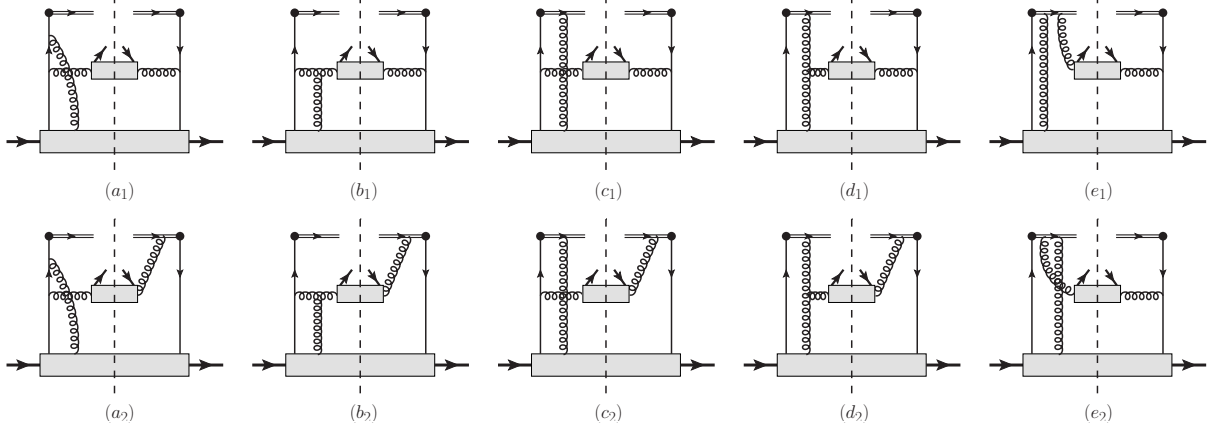 (a₁) (b₁) (c₁) (d₁) (e₁)
(a₂) (b₂) (c₂) (d₂) (e₂)